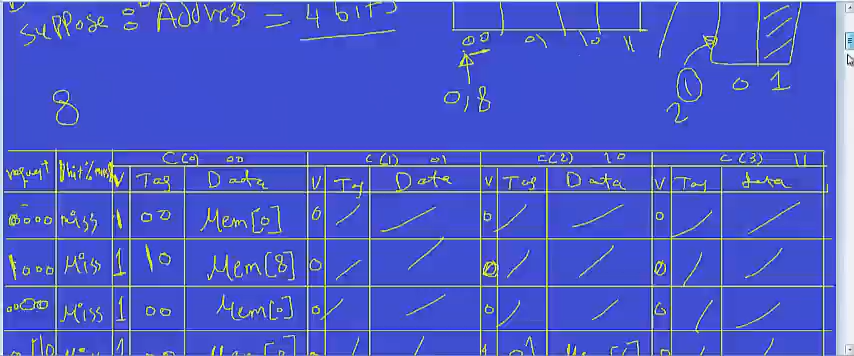 suppose : Address = 4 bits
00 01 10 11
0,8
1
2
0 1
8
request hit%miss C(0) 00 C(1) 01 C(2) 10 C(3) 11
V Tag Data V Tag Data V Tag Data V Tag data
0000 miss 1 00 Mem[0] 0 0 0
1000 Miss 1 10 Mem[8] 0 0 0
0000 Miss 1 00 Mem[0] 0 0 0